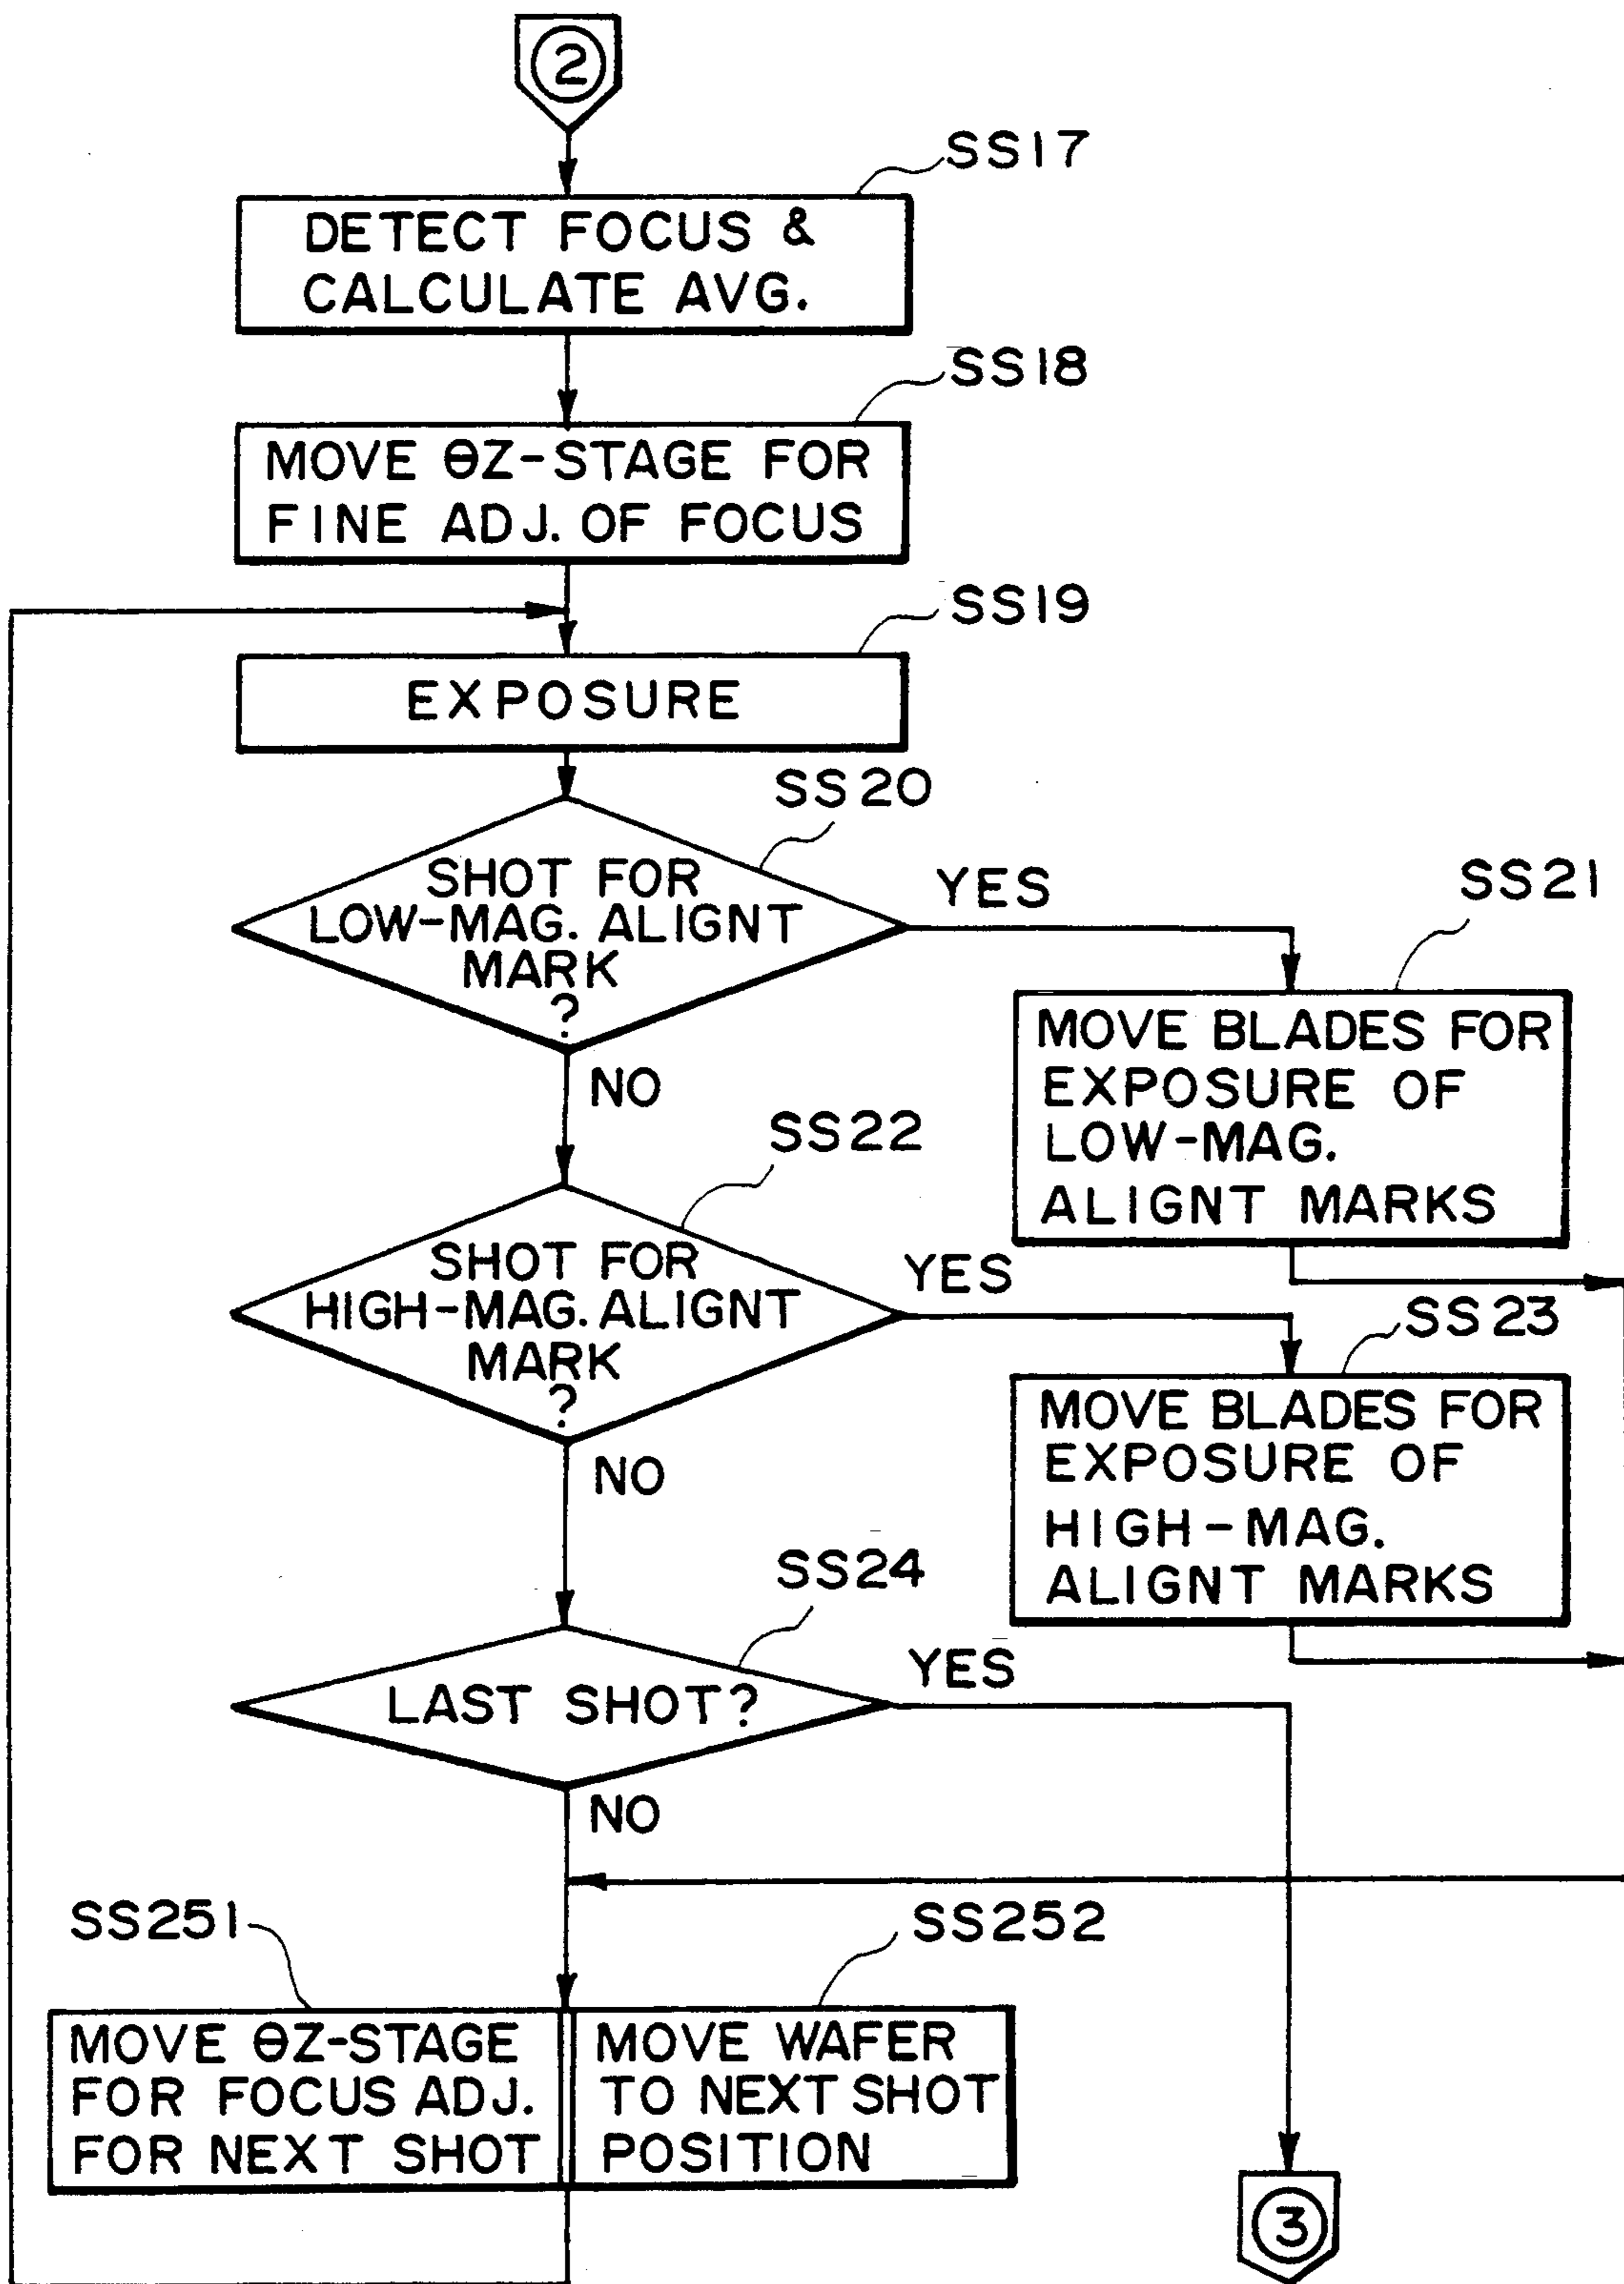 2
SS17
DETECT FOCUS &
CALCULATE AVG.
SS18
MOVE ΘZ-STAGE FOR
FINE ADJ. OF FOCUS
SS19
EXPOSURE
SS20
SHOT FOR
LOW-MAG. ALIGNT
MARK
?
YES
NO
SS21
MOVE BLADES FOR
EXPOSURE OF
LOW-MAG.
ALIGNT MARKS
SS22
SHOT FOR
HIGH-MAG. ALIGNT
MARK
?
YES
NO
SS23
MOVE BLADES FOR
EXPOSURE OF
HIGH-MAG.
ALIGNT MARKS
SS24
LAST SHOT?
YES
NO
SS251
MOVE ΘZ-STAGE
FOR FOCUS ADJ.
FOR NEXT SHOT
SS252
MOVE WAFER
TO NEXT SHOT
POSITION
3